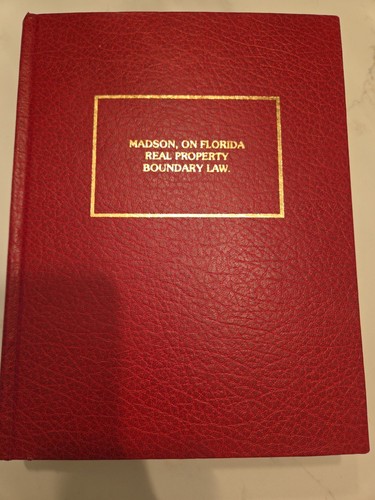 MADSON, ON FLORIDA
REAL PROPERTY
BOUNDARY LAW.